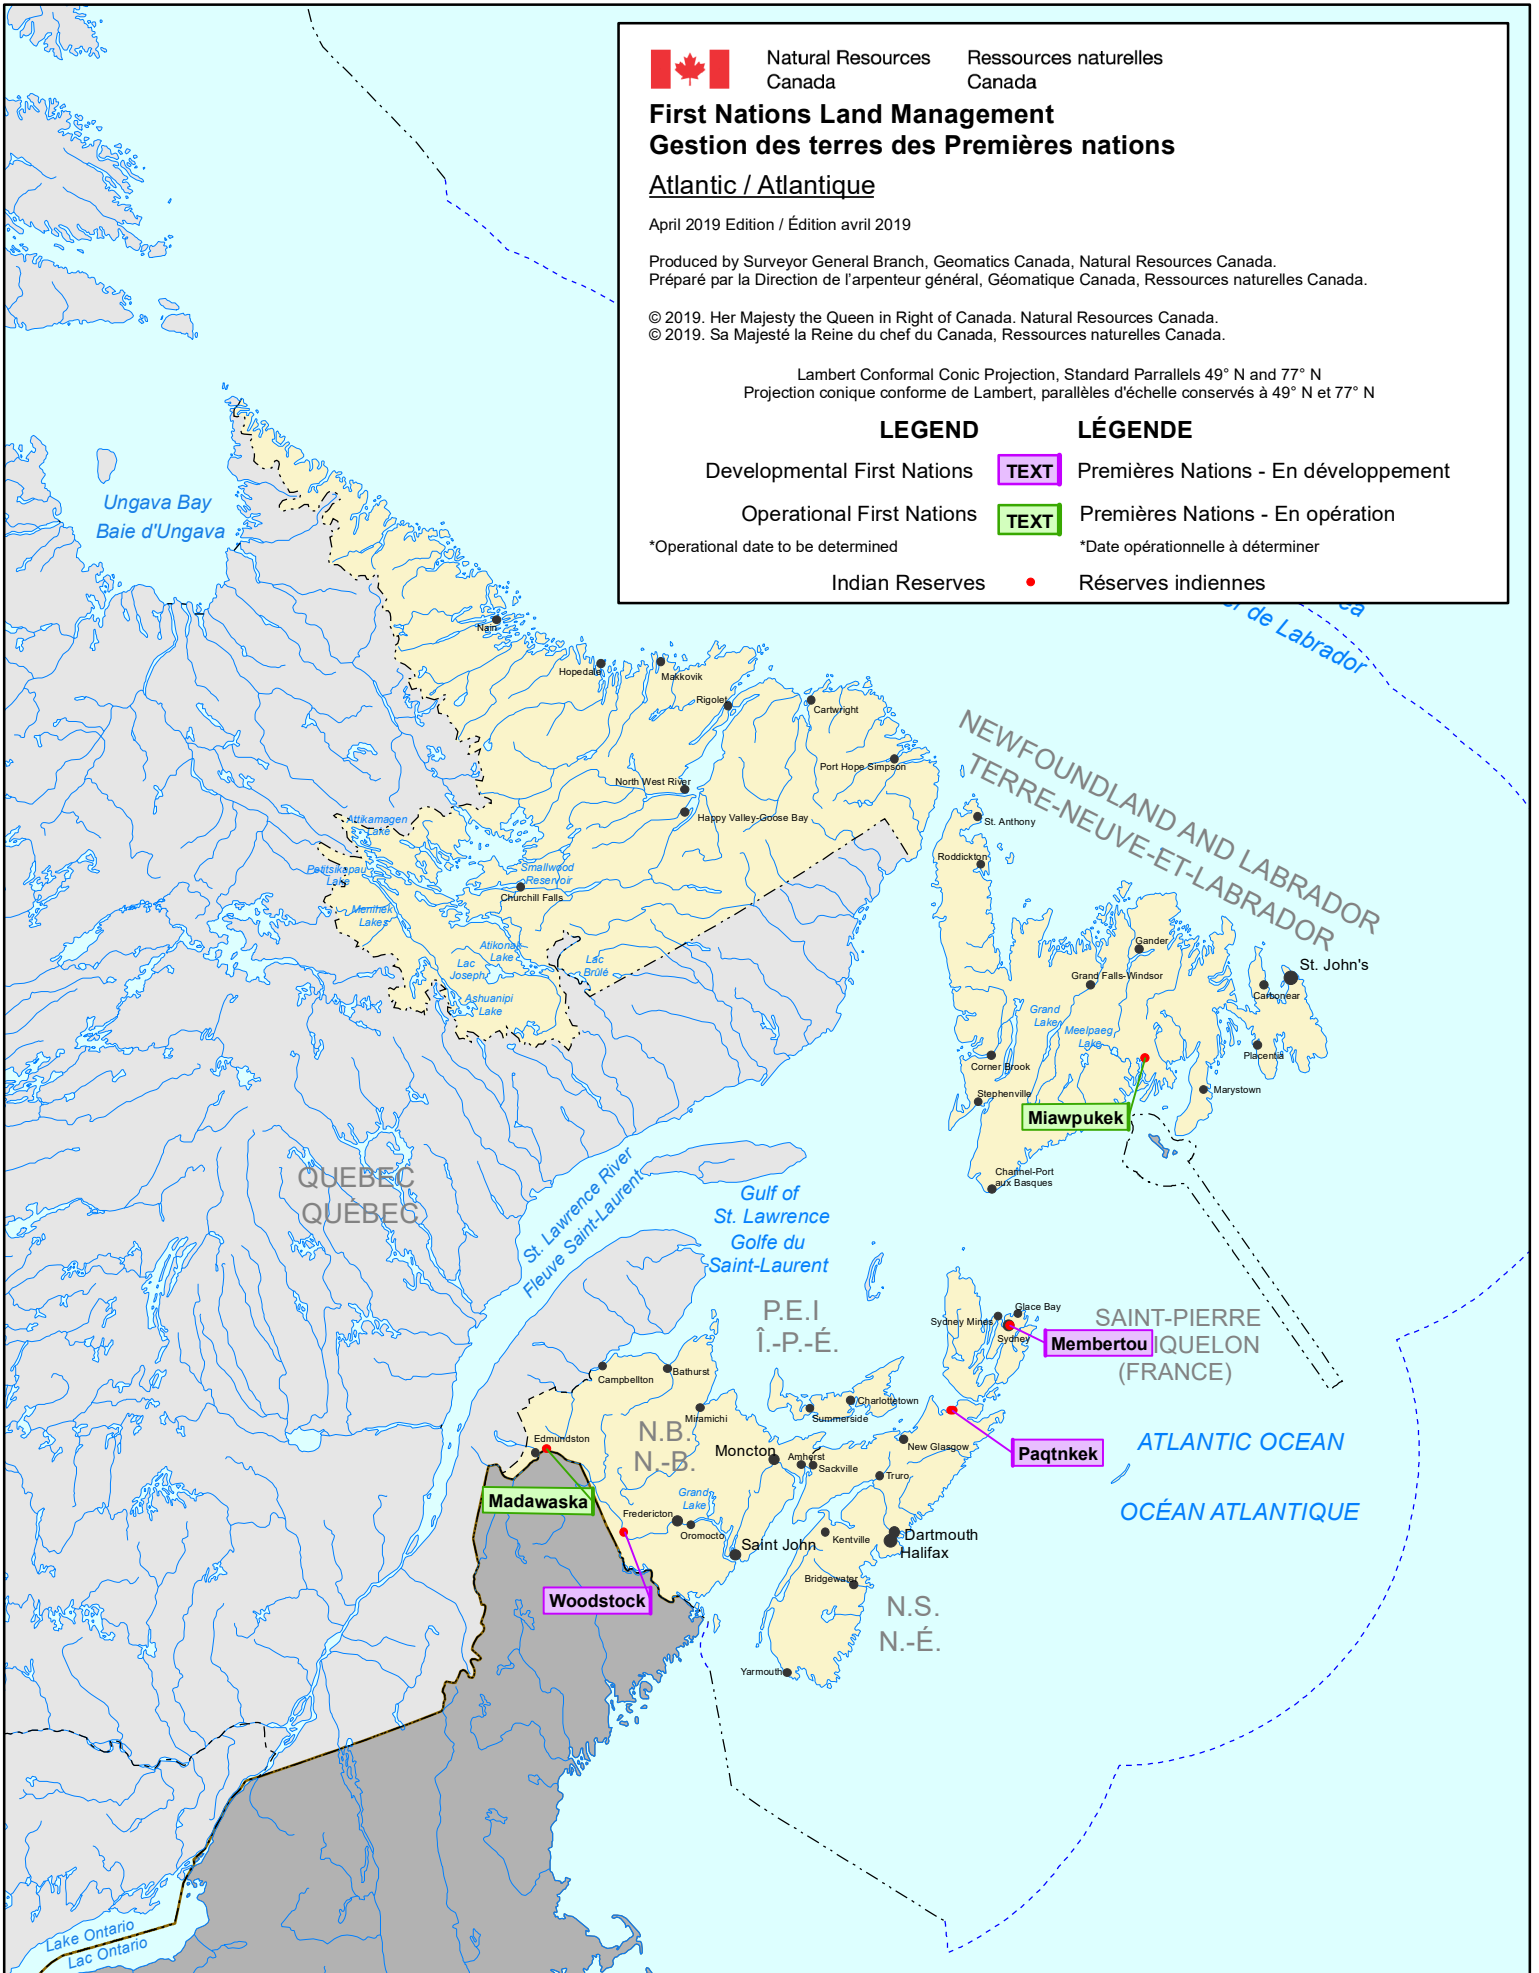 Natural Resources
Canada
Ressources naturelles
Canada
First Nations Land Management
Gestion des terres des Premières nations
Atlantic / Atlantique
April 2019 Edition / Édition avril 2019
Produced by Surveyor General Branch, Geomatics Canada, Natural Resources Canada.
Préparé par la Direction de l'arpenteur général, Géomatique Canada, Ressources naturelles Canada.
© 2019. Her Majesty the Queen in Right of Canada. Natural Resources Canada.
© 2019. Sa Majesté la Reine du chef du Canada, Ressources naturelles Canada.
Lambert Conformal Conic Projection, Standard Parrallels 49° N and 77° N
Projection conique conforme de Lambert, parallèles d'échelle conservés à 49° N et 77° N
LEGEND LÉGENDE
Developmental First Nations TEXT Premières Nations - En développement
Operational First Nations TEXT Premières Nations - En opération
*Operational date to be determined *Date opérationnelle à déterminer
Indian Reserves Réserves indiennes
de Labrador
Ungava Bay
Baie d'Ungava
Nain
Hopedale
Makkovik
Rigolet
Cartwright
Port Hope Simpson
North West River
Happy Valley-Goose Bay
NEWFOUNDLAND AND LABRADOR
TERRE-NEUVE-ET-LABRADOR
Attikamagen
Lake
Petitsikapau
Lake
Smallwood
Reservoir
Churchill Falls
Menihek
Lakes
Atikonak
Lake
Lac
Joseph
Lac
Brûlé
Ashuanipi
Lake
St. Anthony
Roddickton
Gander
Grand Falls-Windsor
St. John's
Carbonear
Grand
Lake
Meelpaeg
Lake
Placentia
Corner Brook
Stephenville
Marystown
Miawpukek
Channel-Port
aux Basques
QUEBEC
QUÉBEC
St. Lawrence River
Fleuve Saint-Laurent
Gulf of
St. Lawrence
Golfe du
Saint-Laurent
P.E.I
Î.-P.-É.
Glace Bay
Sydney Mines
Sydney
Membertou
SAINT-PIERRE
IQUELON
(FRANCE)
Campbellton
Bathurst
Miramichi
Summerside
Charlottetown
N.B.
N.-B.
Edmundston
Moncton
Amherst
Sackville
New Glasgow
Truro
Paqtnkek
ATLANTIC OCEAN
OCÉAN ATLANTIQUE
Madawaska
Grand
Lake
Fredericton
Oromocto
Saint John
Kentville
Dartmouth
Halifax
Bridgewater
Woodstock
N.S.
N.-É.
Yarmouth
Lake Ontario
Lac Ontario